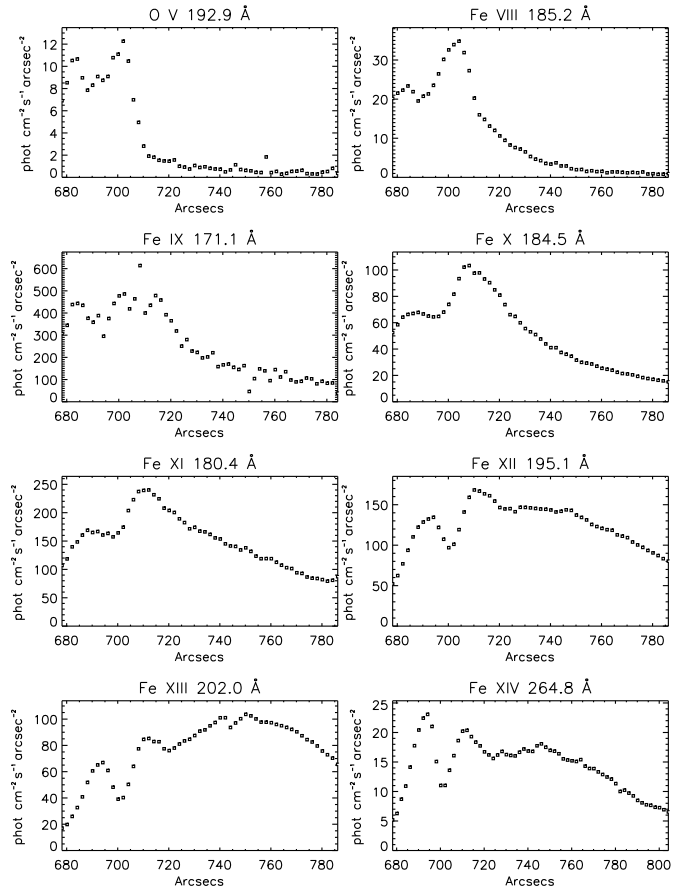 O V 192.9 Å
phot cm⁻² s⁻¹ arcsec⁻²
12
10
8
6
4
2
0
680 700 720 740 760 780
Arcsecs
Fe VIII 185.2 Å
phot cm⁻² s⁻¹ arcsec⁻²
30
20
10
0
680 700 720 740 760 780
Arcsecs
Fe IX 171.1 Å
phot cm⁻² s⁻¹ arcsec⁻²
600
500
400
300
200
100
0
680 700 720 740 760 780
Arcsecs
Fe X 184.5 Å
phot cm⁻² s⁻¹ arcsec⁻²
100
80
60
40
20
0
680 700 720 740 760 780
Arcsecs
Fe XI 180.4 Å
phot cm⁻² s⁻¹ arcsec⁻²
250
200
150
100
50
0
680 700 720 740 760 780
Arcsecs
Fe XII 195.1 Å
phot cm⁻² s⁻¹ arcsec⁻²
150
100
50
0
680 700 720 740 760 780
Arcsecs
Fe XIII 202.0 Å
phot cm⁻² s⁻¹ arcsec⁻²
100
80
60
40
20
0
680 700 720 740 760 780
Arcsecs
Fe XIV 264.8 Å
phot cm⁻² s⁻¹ arcsec⁻²
25
20
15
10
5
0
680 700 720 740 760 780 800
Arcsecs